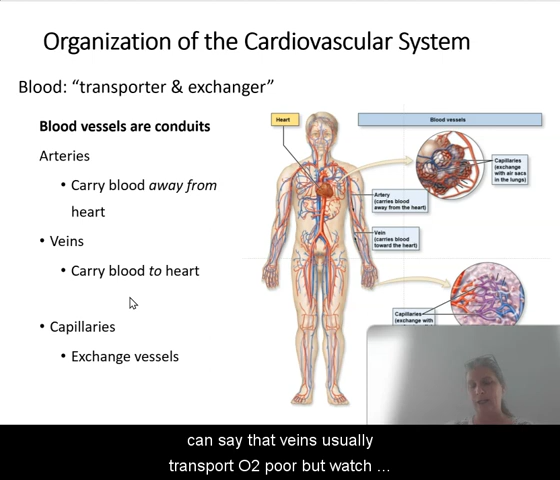 Organization of the Cardiovascular System
Blood: “transporter & exchanger”
Blood vessels are conduits
Arteries
• Carry blood away from
heart
• Veins
• Carry blood to heart
• Capillaries
• Exchange vessels
Heart
Blood vessels
Capillaries
(exchange
with air sacs
in the lungs)
Artery
(carries blood
away from the heart)
Vein
(carries blood
toward the heart)
Capillaries
(exchange with
can say that veins usually
transport O2 poor but watch ...